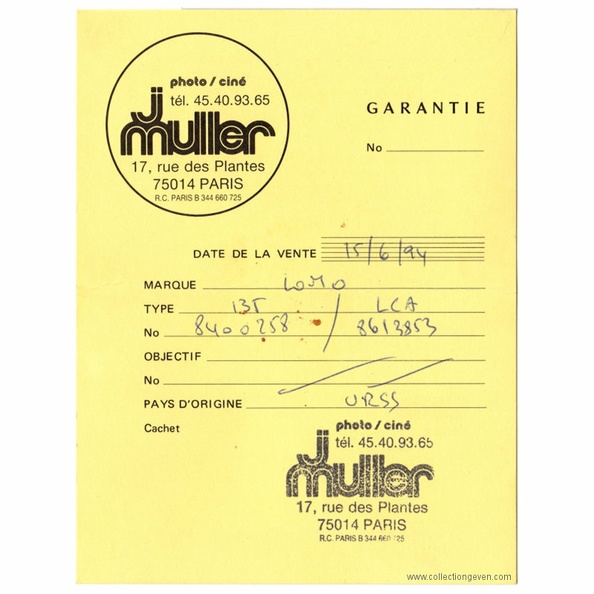 photo / ciné
tél. 45.40.93.65
j muller
17, rue des Plantes
75014 PARIS
R.C. PARIS B 344 660 725
GARANTIE
No
DATE DE LA VENTE 15/6/94
MARQUE LOMO
TYPE 135 / LCA
No 8400258 / 8613853
OBJECTIF
No
PAYS D'ORIGINE URSS
Cachet
photo / ciné
tél. 45.40.93.65
j muller
17, rue des Plantes
75014 PARIS
R.C. PARIS B 344 660 725
www.collectiongeven.com